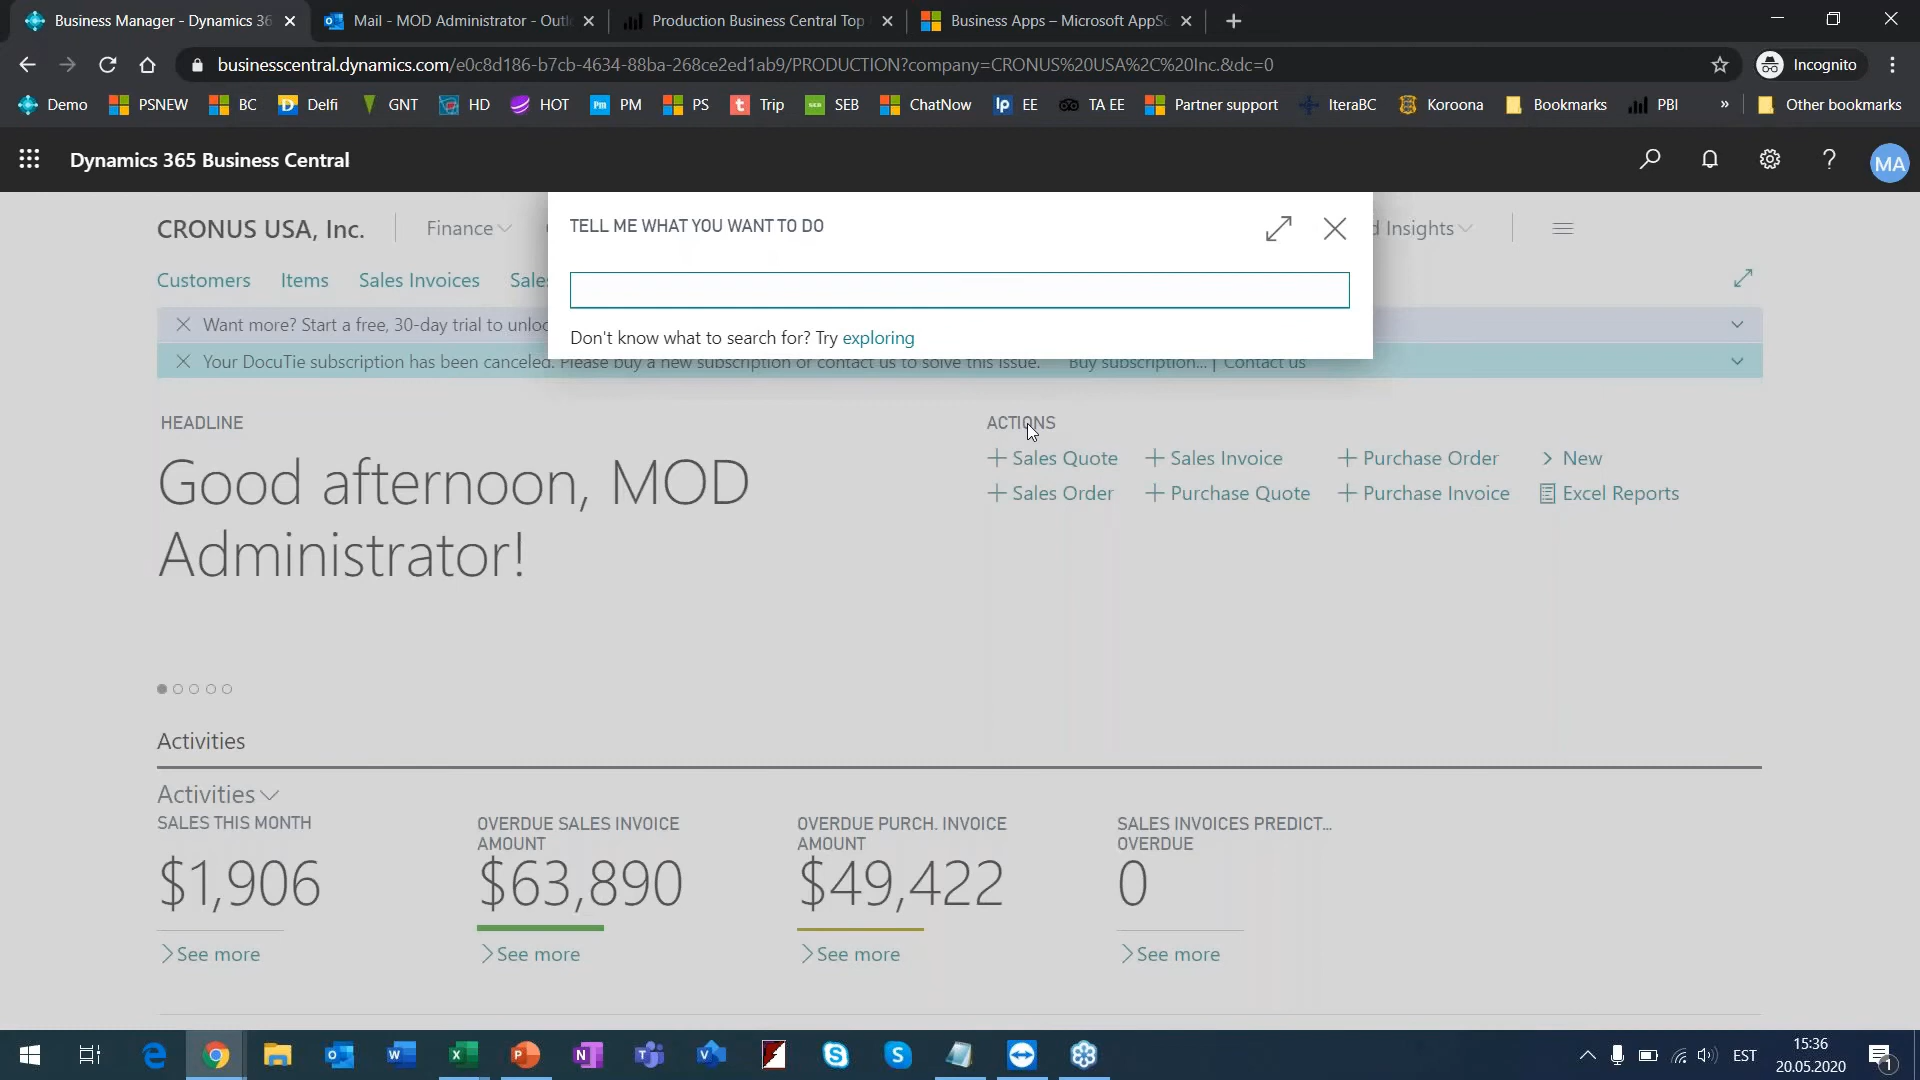 Business Manager - Dynamics 36
Mail - MOD Administrator - Outl
Production Business Central Top
Business Apps – Microsoft AppS
businesscentral.dynamics.com/e0c8d186-b7cb-4634-88ba-268ce2ed1ab9/PRODUCTION?company=CRONUS%20USA%2C%20Inc.&dc=0
Incognito
Demo PSNEW BC Delfi GNT HD HOT PM PS Trip SEB ChatNow EE TA EE Partner support IteraBC Koroona Bookmarks PBI » Other bookmarks
Dynamics 365 Business Central
? MA
CRONUS USA, Inc. Finance d Insights
TELL ME WHAT YOU WANT TO DO
Customers Items Sales Invoices Sales
Want more? Start a free, 30-day trial to unlo
Don't know what to search for? Try exploring
Your DocuTie subscription has been canceled. Please buy a new subscription or contact us to solve this issue. Buy subscription... | Contact us
HEADLINE
Good afternoon, MOD
Administrator!
ACTIONS
+ Sales Quote + Sales Invoice + Purchase Order > New
+ Sales Order + Purchase Quote + Purchase Invoice Excel Reports
Activities
Activities
SALES THIS MONTH
$1,906
>See more
OVERDUE SALES INVOICE
AMOUNT
$63,890
>See more
OVERDUE PURCH. INVOICE
AMOUNT
$49,422
>See more
SALES INVOICES PREDICT...
OVERDUE
0
>See more
EST
15:36
20.05.2020
1